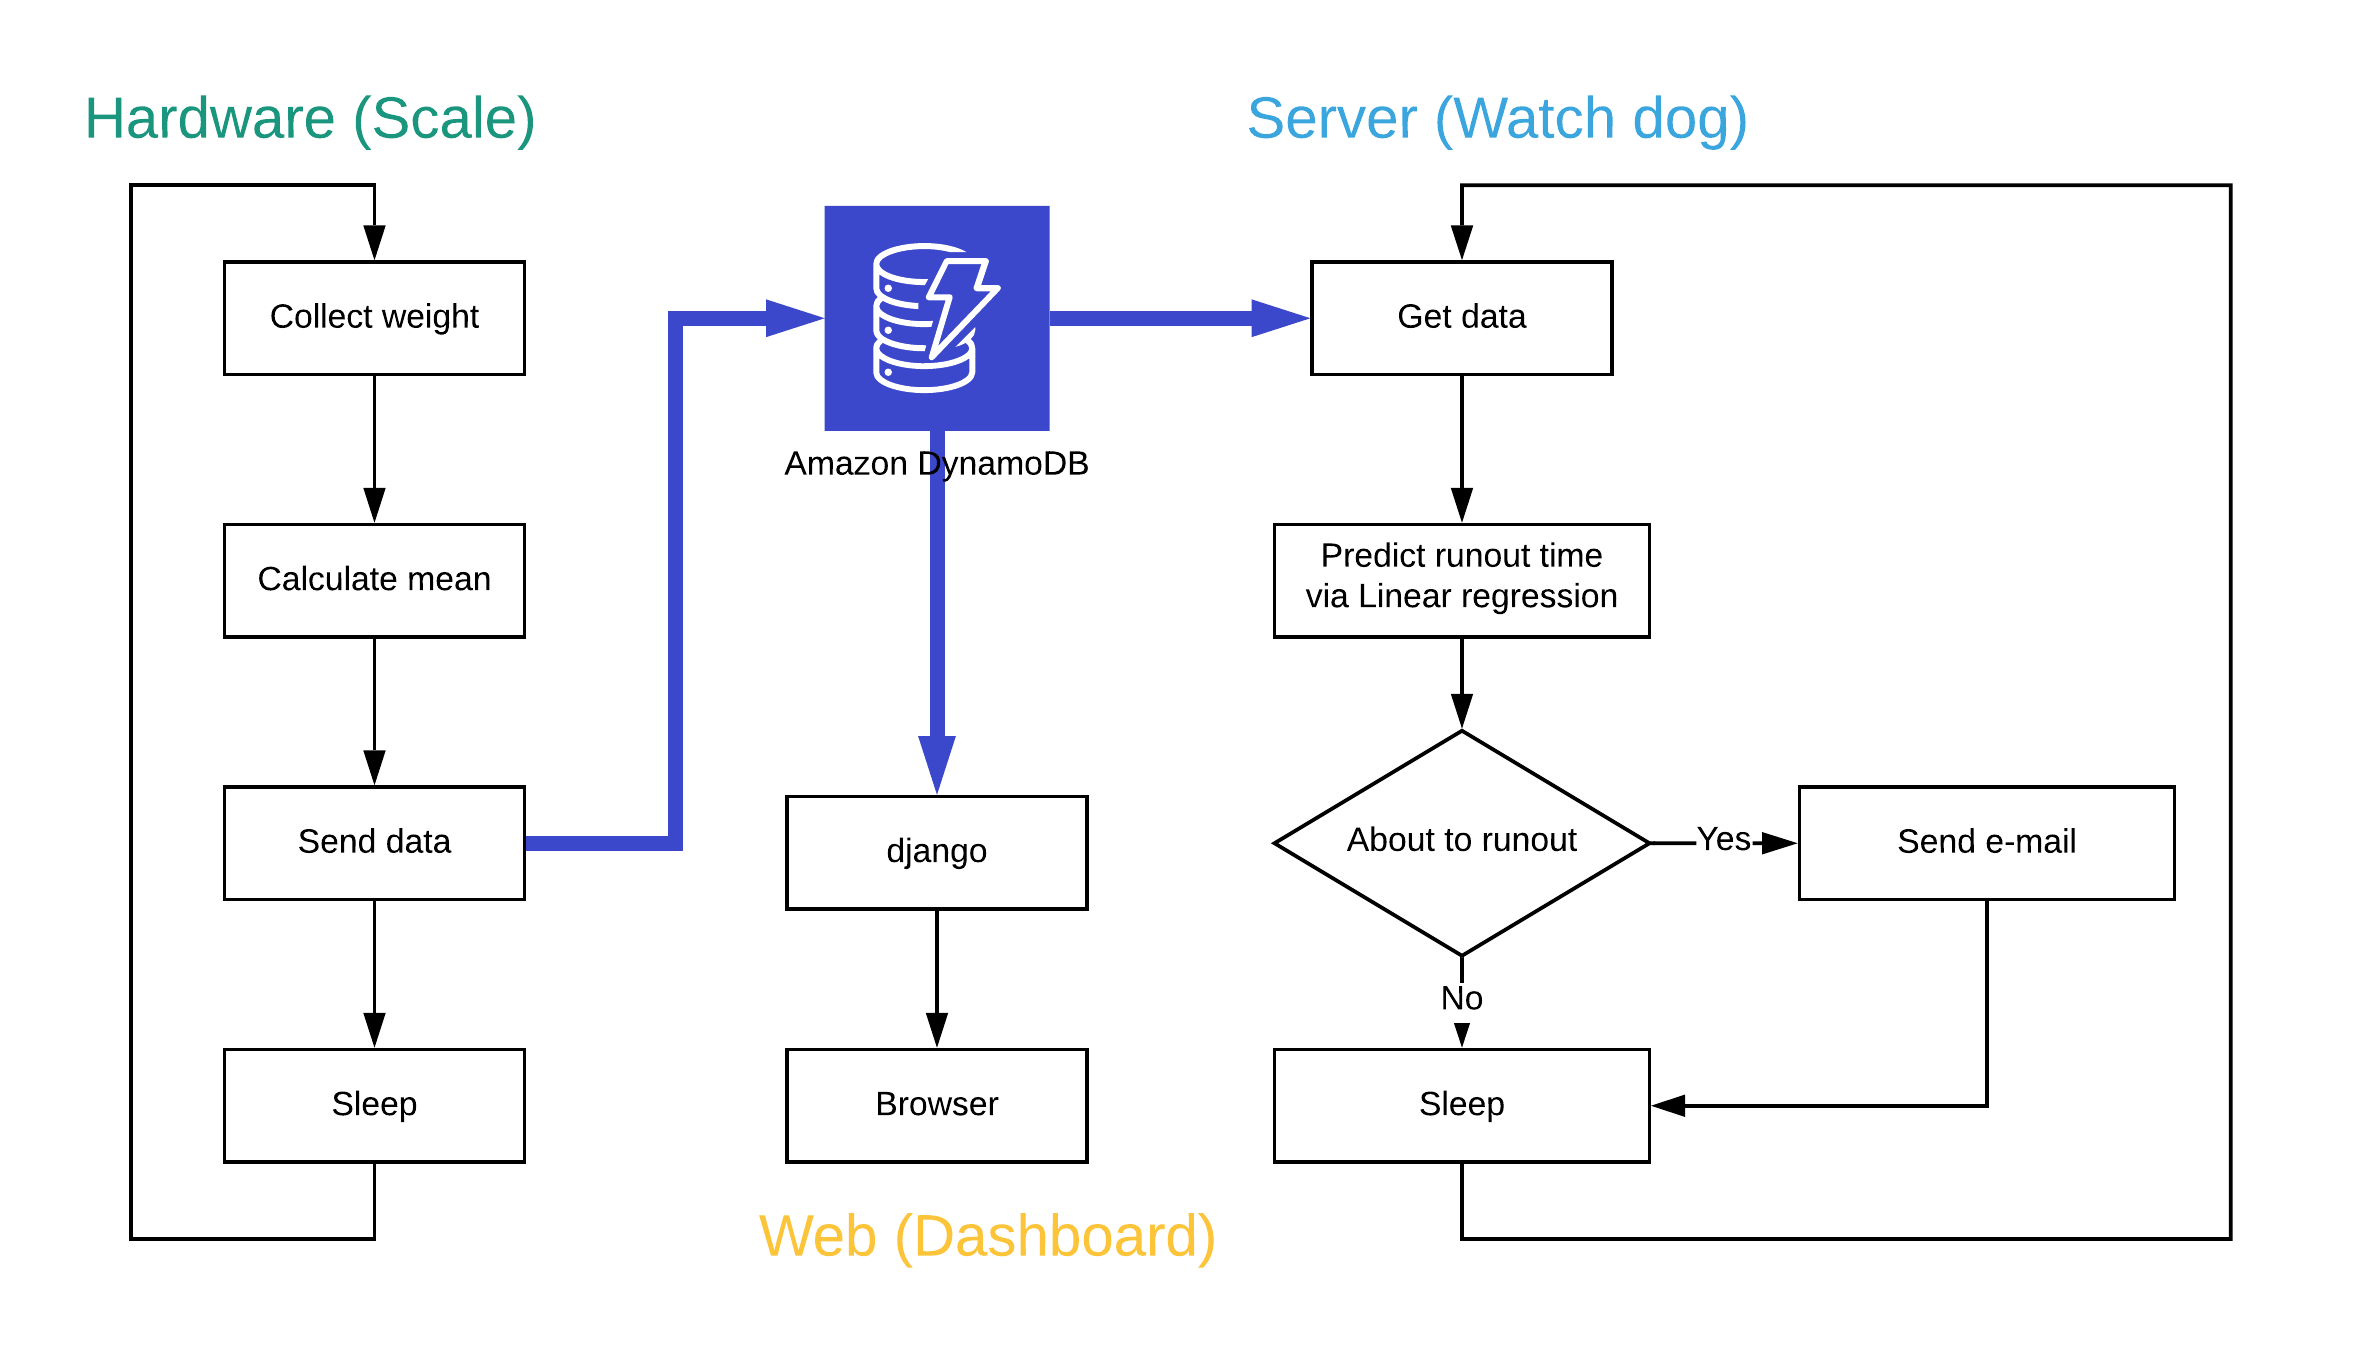 Hardware (Scale)
Collect weight
Calculate mean
Send data
Sleep
Amazon DynamoDB
django
Browser
Web (Dashboard)
Server (Watch dog)
Get data
Predict runout time
via Linear regression
About to runout
Yes
Send e-mail
No
Sleep